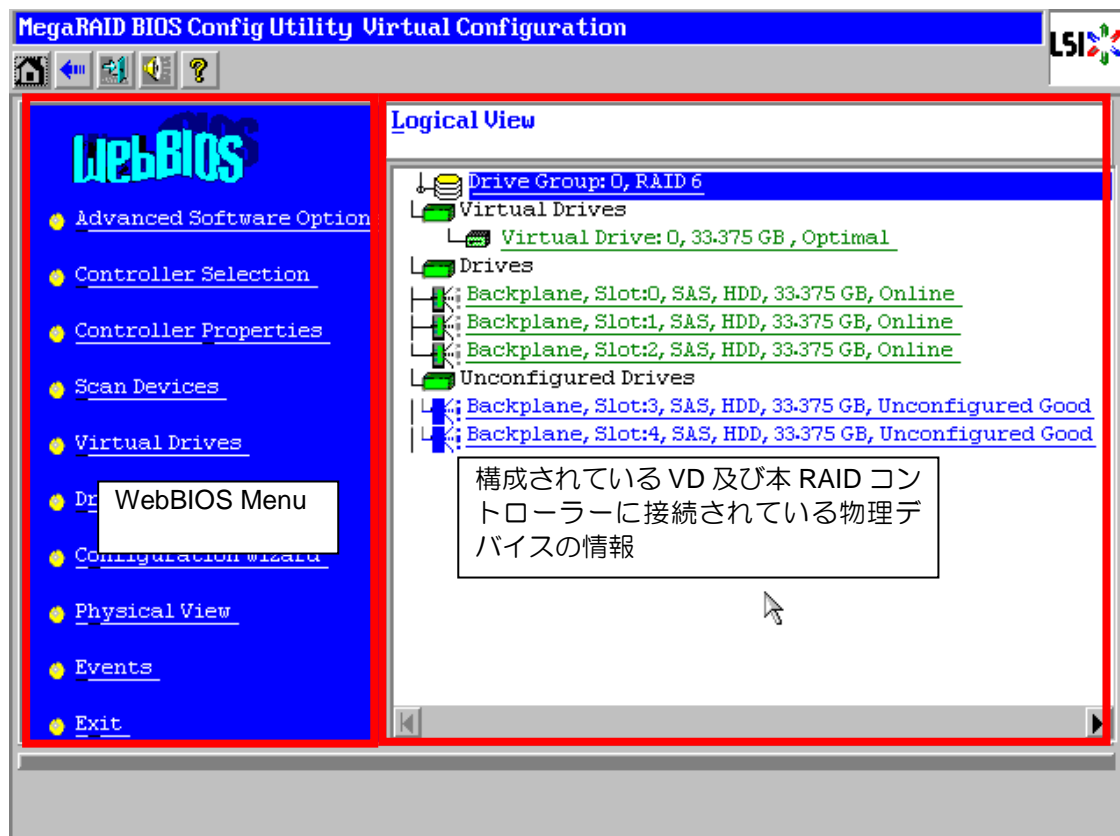 MegaRAID BIOS Config Utility Virtual Configuration
LSI
WebBIOS
Advanced Software Option
Controller Selection
Controller Properties
Scan Devices
Virtual Drives
Dr
WebBIOS Menu
Configuration Wizard
Physical View
Events
Exit
Logical View
Drive Group: 0, RAID 6
Virtual Drives
Virtual Drive: 0, 33.375 GB , Optimal
Drives
Backplane, Slot:0, SAS, HDD, 33.375 GB, Online
Backplane, Slot:1, SAS, HDD, 33.375 GB, Online
Backplane, Slot:2, SAS, HDD, 33.375 GB, Online
Unconfigured Drives
Backplane, Slot:3, SAS, HDD, 33.375 GB, Unconfigured Good
Backplane, Slot:4, SAS, HDD, 33.375 GB, Unconfigured Good
構成されている VD 及び本 RAID コン
トローラーに接続されている物理デ
バイスの情報